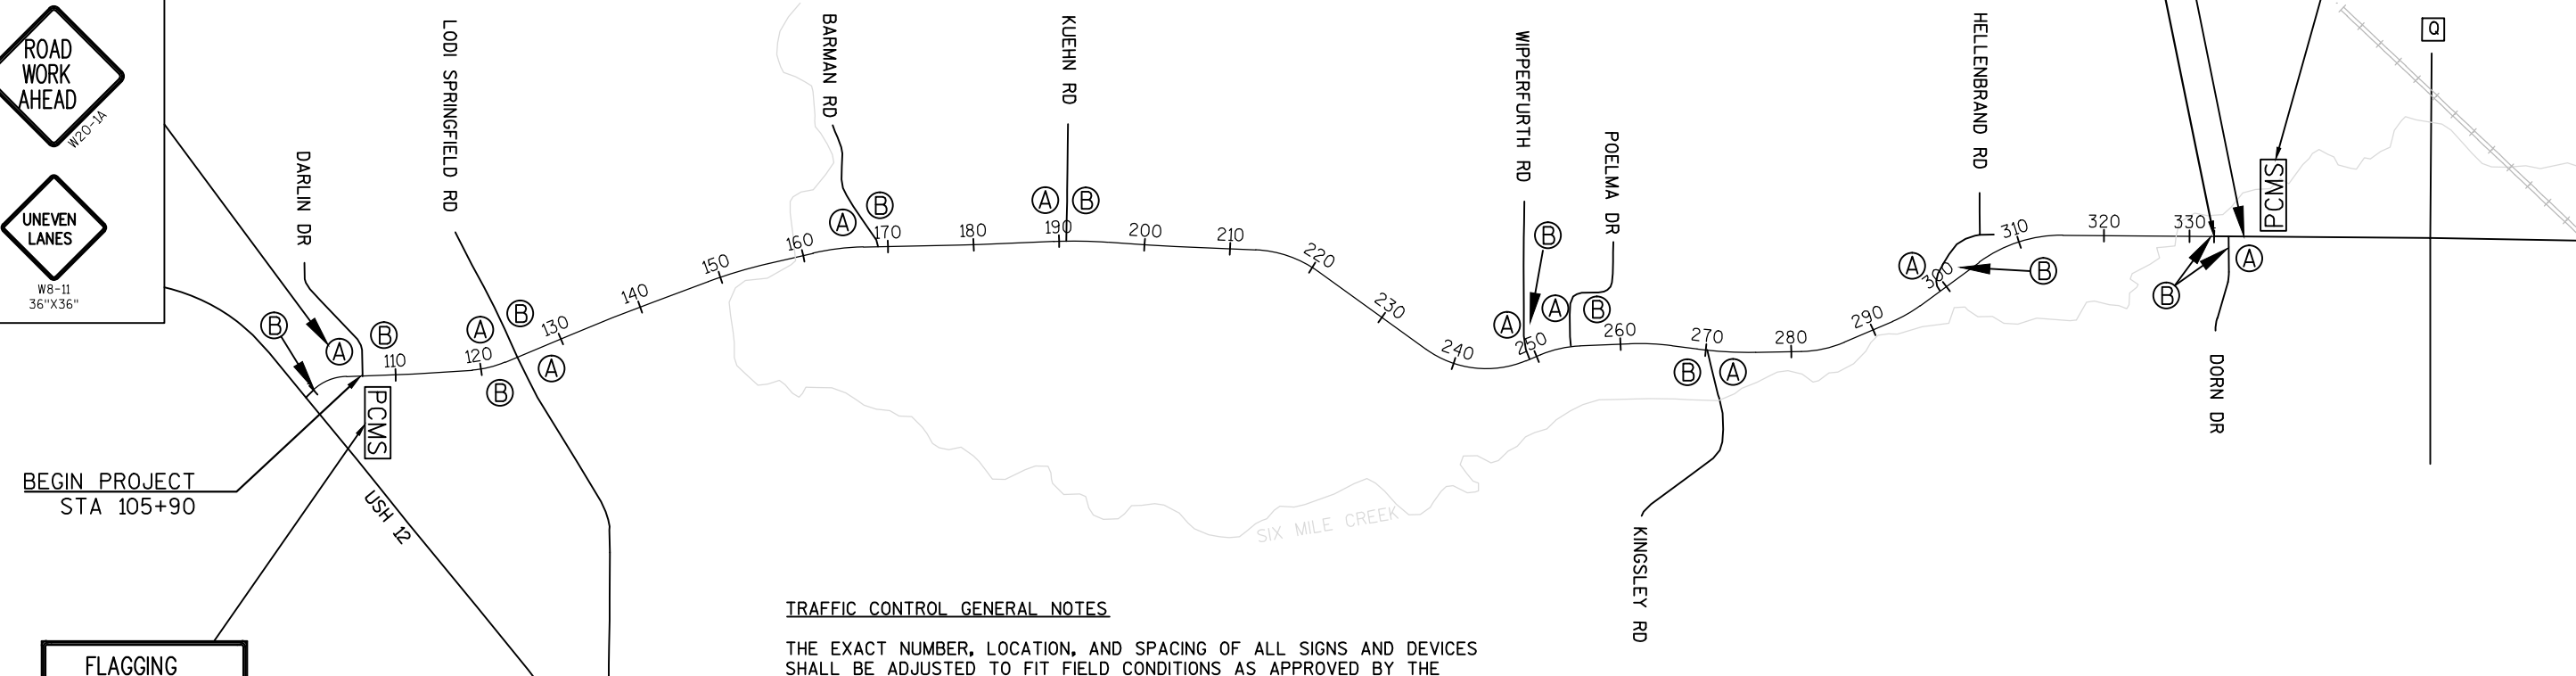 ROAD
WORK
AHEAD
W20-1A
UNEVEN
LANES
W8-11
36"X36"
DARLIN DR
LODI SPRINGFIELD RD
BARMAN RD
KUEHN RD
WIPPERFURTH RD
POELMA DR
HELLENBRAND RD
Q
PCMS
B
A
B
110
A
B
120
B
A
130
140
150
160
A
B
170
180
A
B
190
200
210
220
230
240
A
B
250
A
B
260
270
B
A
280
290
A
300
B
310
320
330
B
A
DORN DR
PCMS
BEGIN PROJECT
STA 105+90
USH 12
SIX MILE CREEK
KINGSLEY RD
TRAFFIC CONTROL GENERAL NOTES
THE EXACT NUMBER, LOCATION, AND SPACING OF ALL SIGNS AND DEVICES
SHALL BE ADJUSTED TO FIT FIELD CONDITIONS AS APPROVED BY THE
FLAGGING